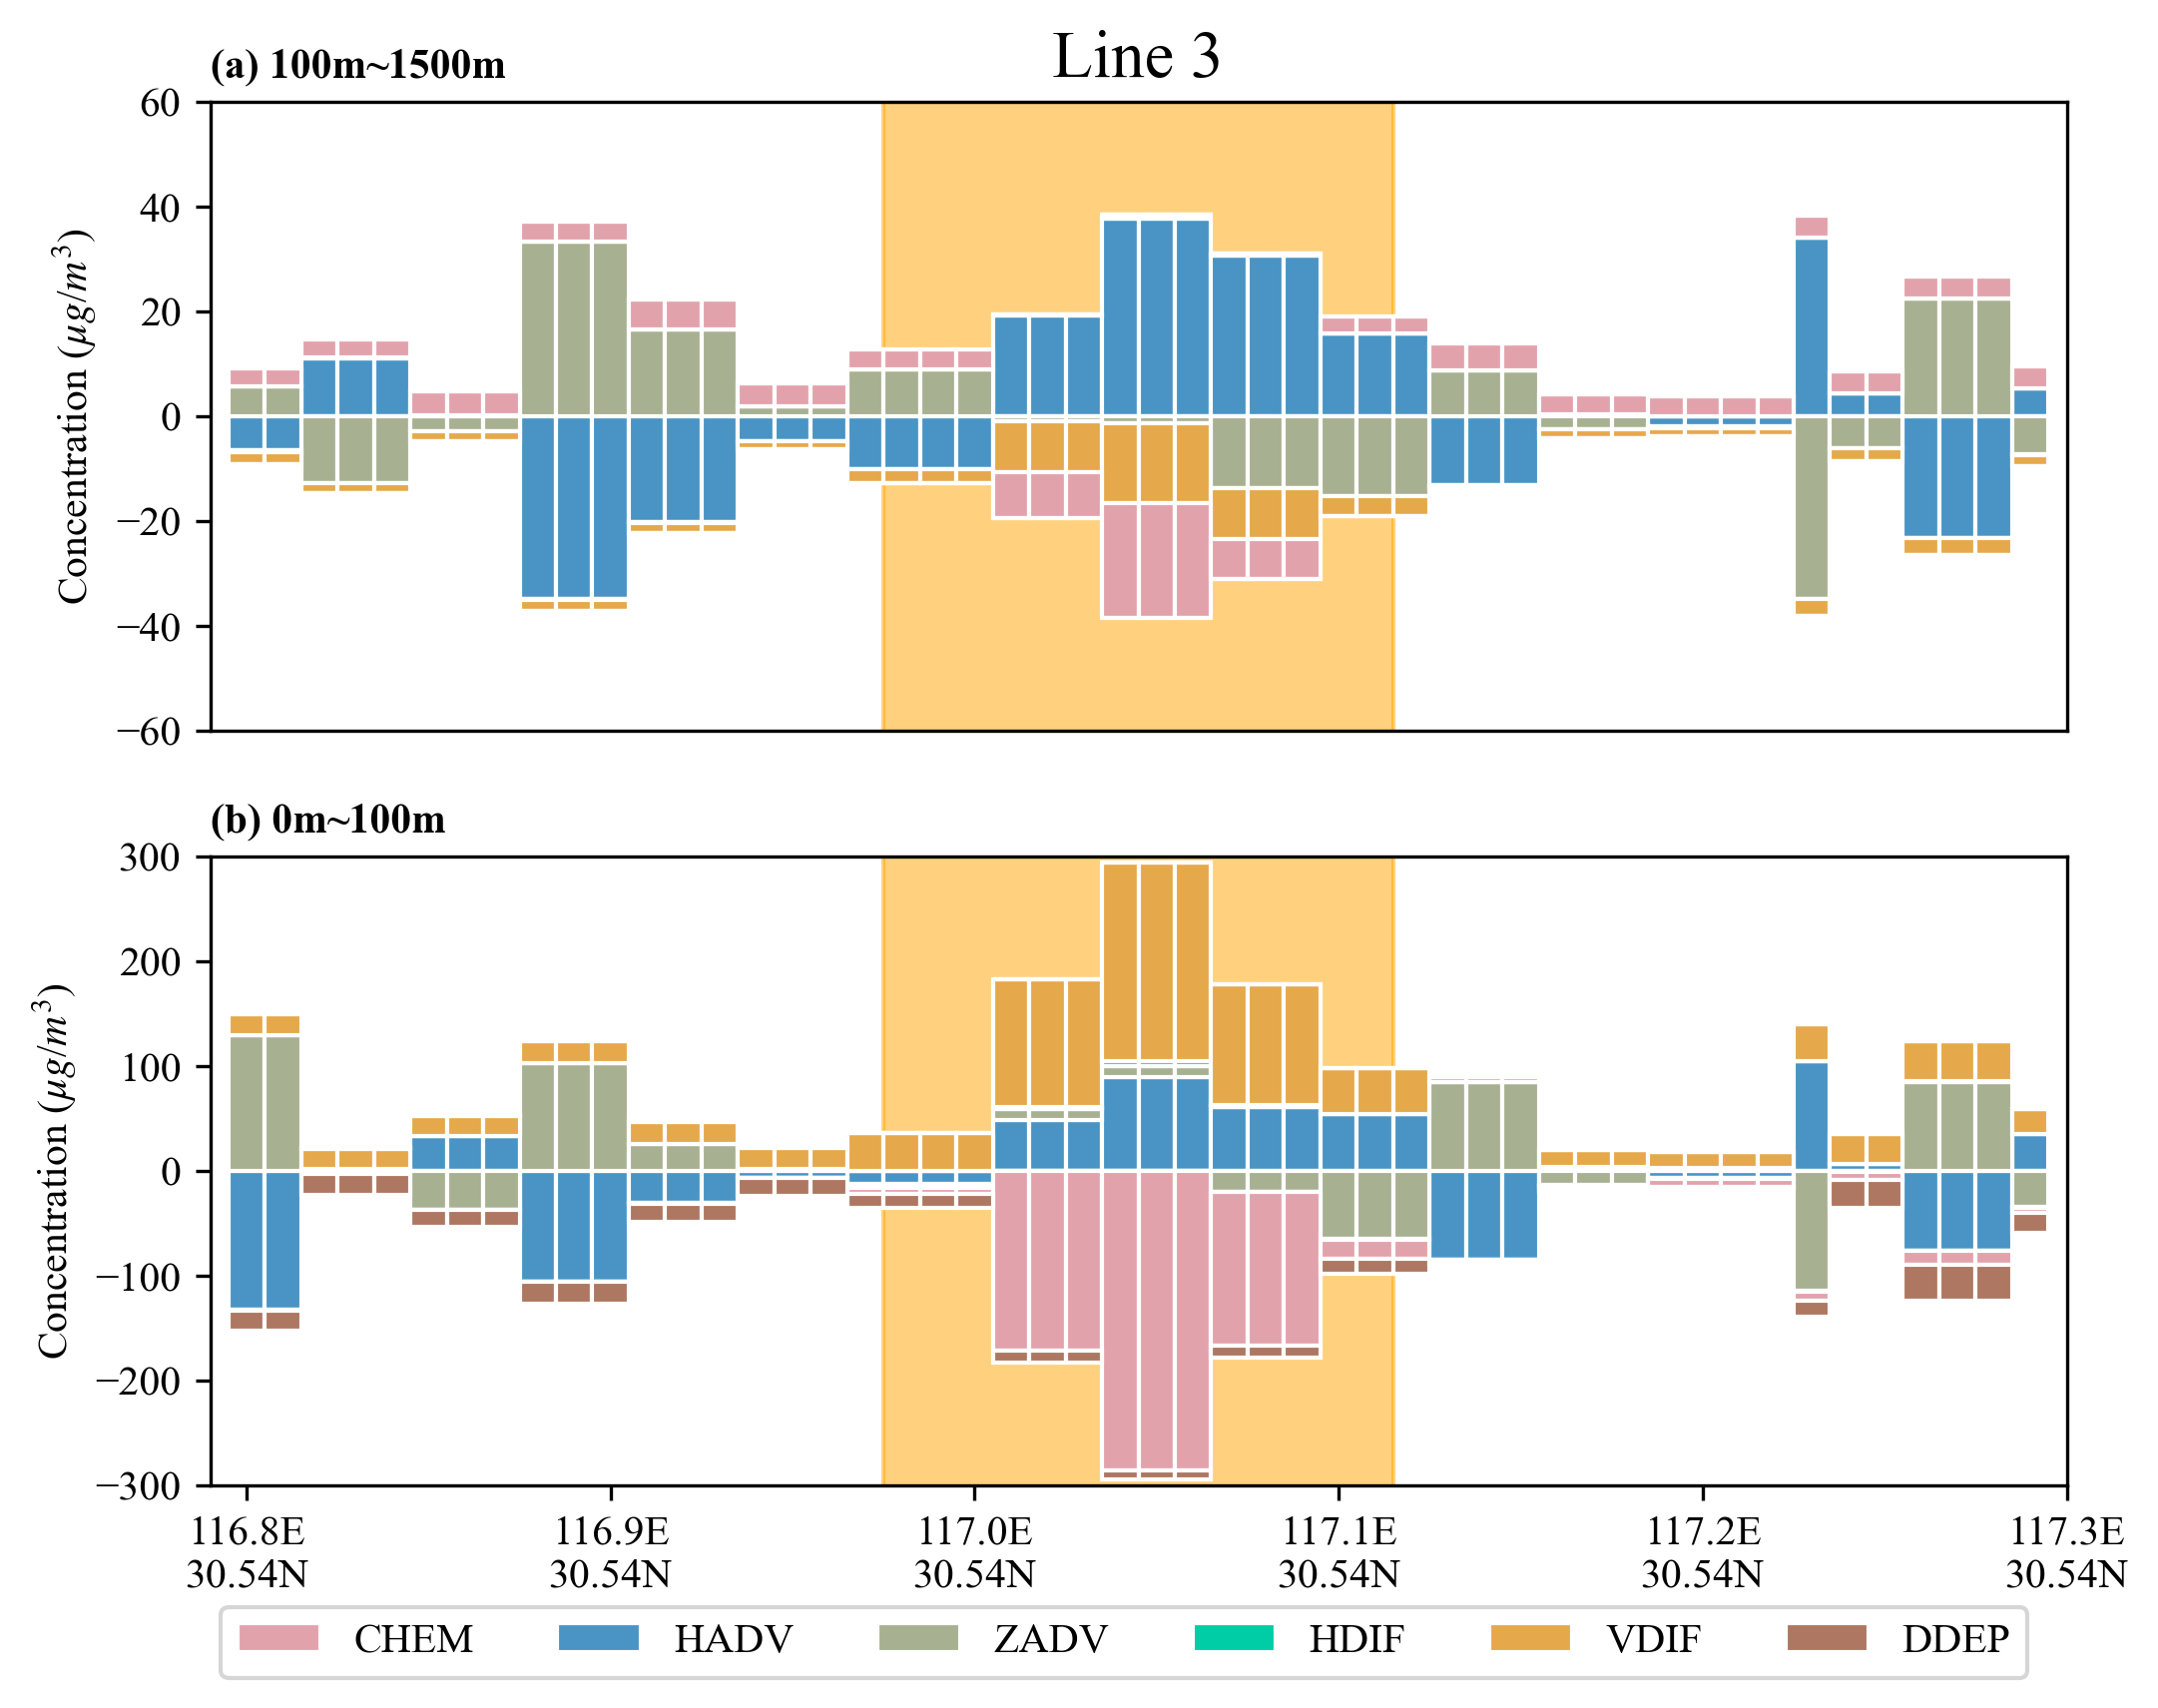 Line 3
(a) 100m~1500m
60
40
20
0
−20
−40
−60
Concentration (μg/m³)
(b) 0m~100m
300
200
100
0
−100
−200
−300
Concentration (μg/m³)
116.8E 116.9E 117.0E 117.1E 117.2E 117.3E
30.54N 30.54N 30.54N 30.54N 30.54N 30.54N
CHEM HADV ZADV HDIF VDIF DDEP